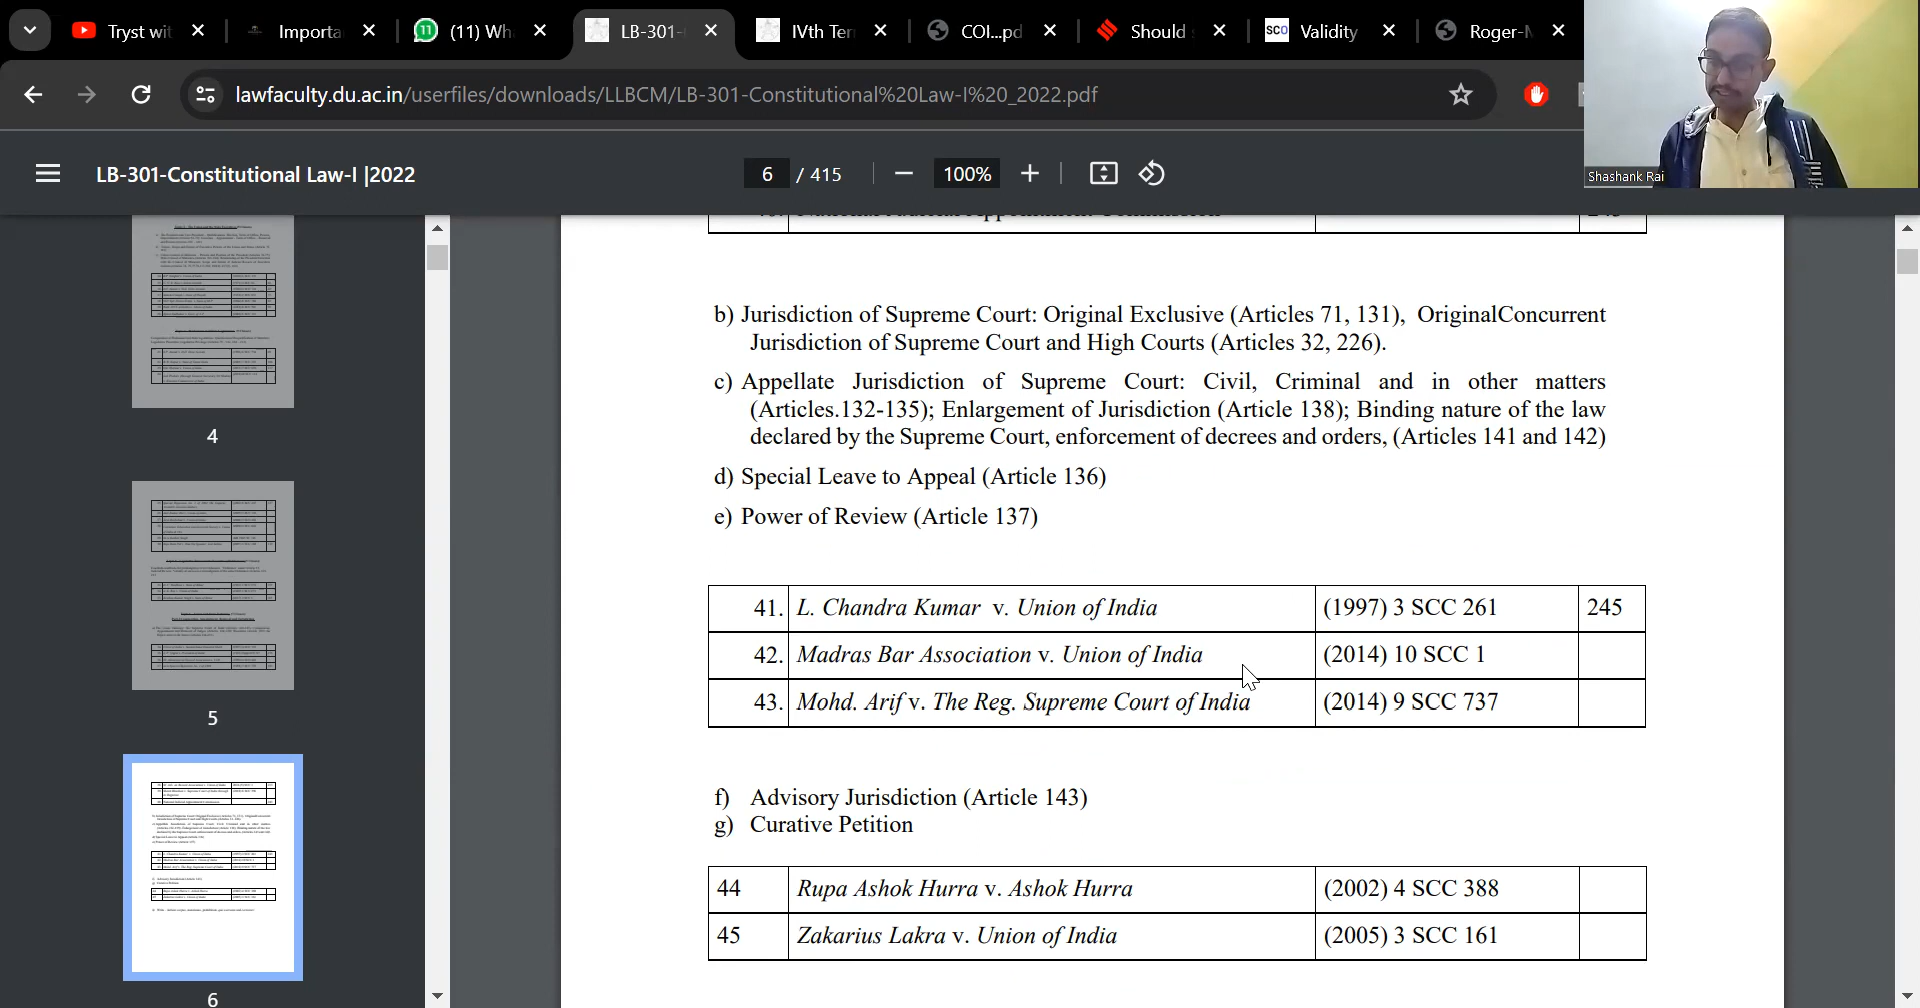 Tryst wit
Importa
(11) Wh
LB-301-
IVth Ter
COI...pd
Should
SCO Validity
Roger-M
lawfaculty.du.ac.in/userfiles/downloads/LLBCM/LB-301-Constitutional%20Law-I%20_2022.pdf
LB-301-Constitutional Law-I |2022
6 / 415
100%
Shashank Rai
4
5
6
b) Jurisdiction of Supreme Court: Original Exclusive (Articles 71, 131), OriginalConcurrent
Jurisdiction of Supreme Court and High Courts (Articles 32, 226).
c) Appellate Jurisdiction of Supreme Court: Civil, Criminal and in other matters
(Articles.132-135); Enlargement of Jurisdiction (Article 138); Binding nature of the law
declared by the Supreme Court, enforcement of decrees and orders, (Articles 141 and 142)
d) Special Leave to Appeal (Article 136)
e) Power of Review (Article 137)
41. L. Chandra Kumar v. Union of India (1997) 3 SCC 261 245
42. Madras Bar Association v. Union of India (2014) 10 SCC 1
43. Mohd. Arif v. The Reg. Supreme Court of India (2014) 9 SCC 737
f) Advisory Jurisdiction (Article 143)
g) Curative Petition
44 Rupa Ashok Hurra v. Ashok Hurra (2002) 4 SCC 388
45 Zakarius Lakra v. Union of India (2005) 3 SCC 161